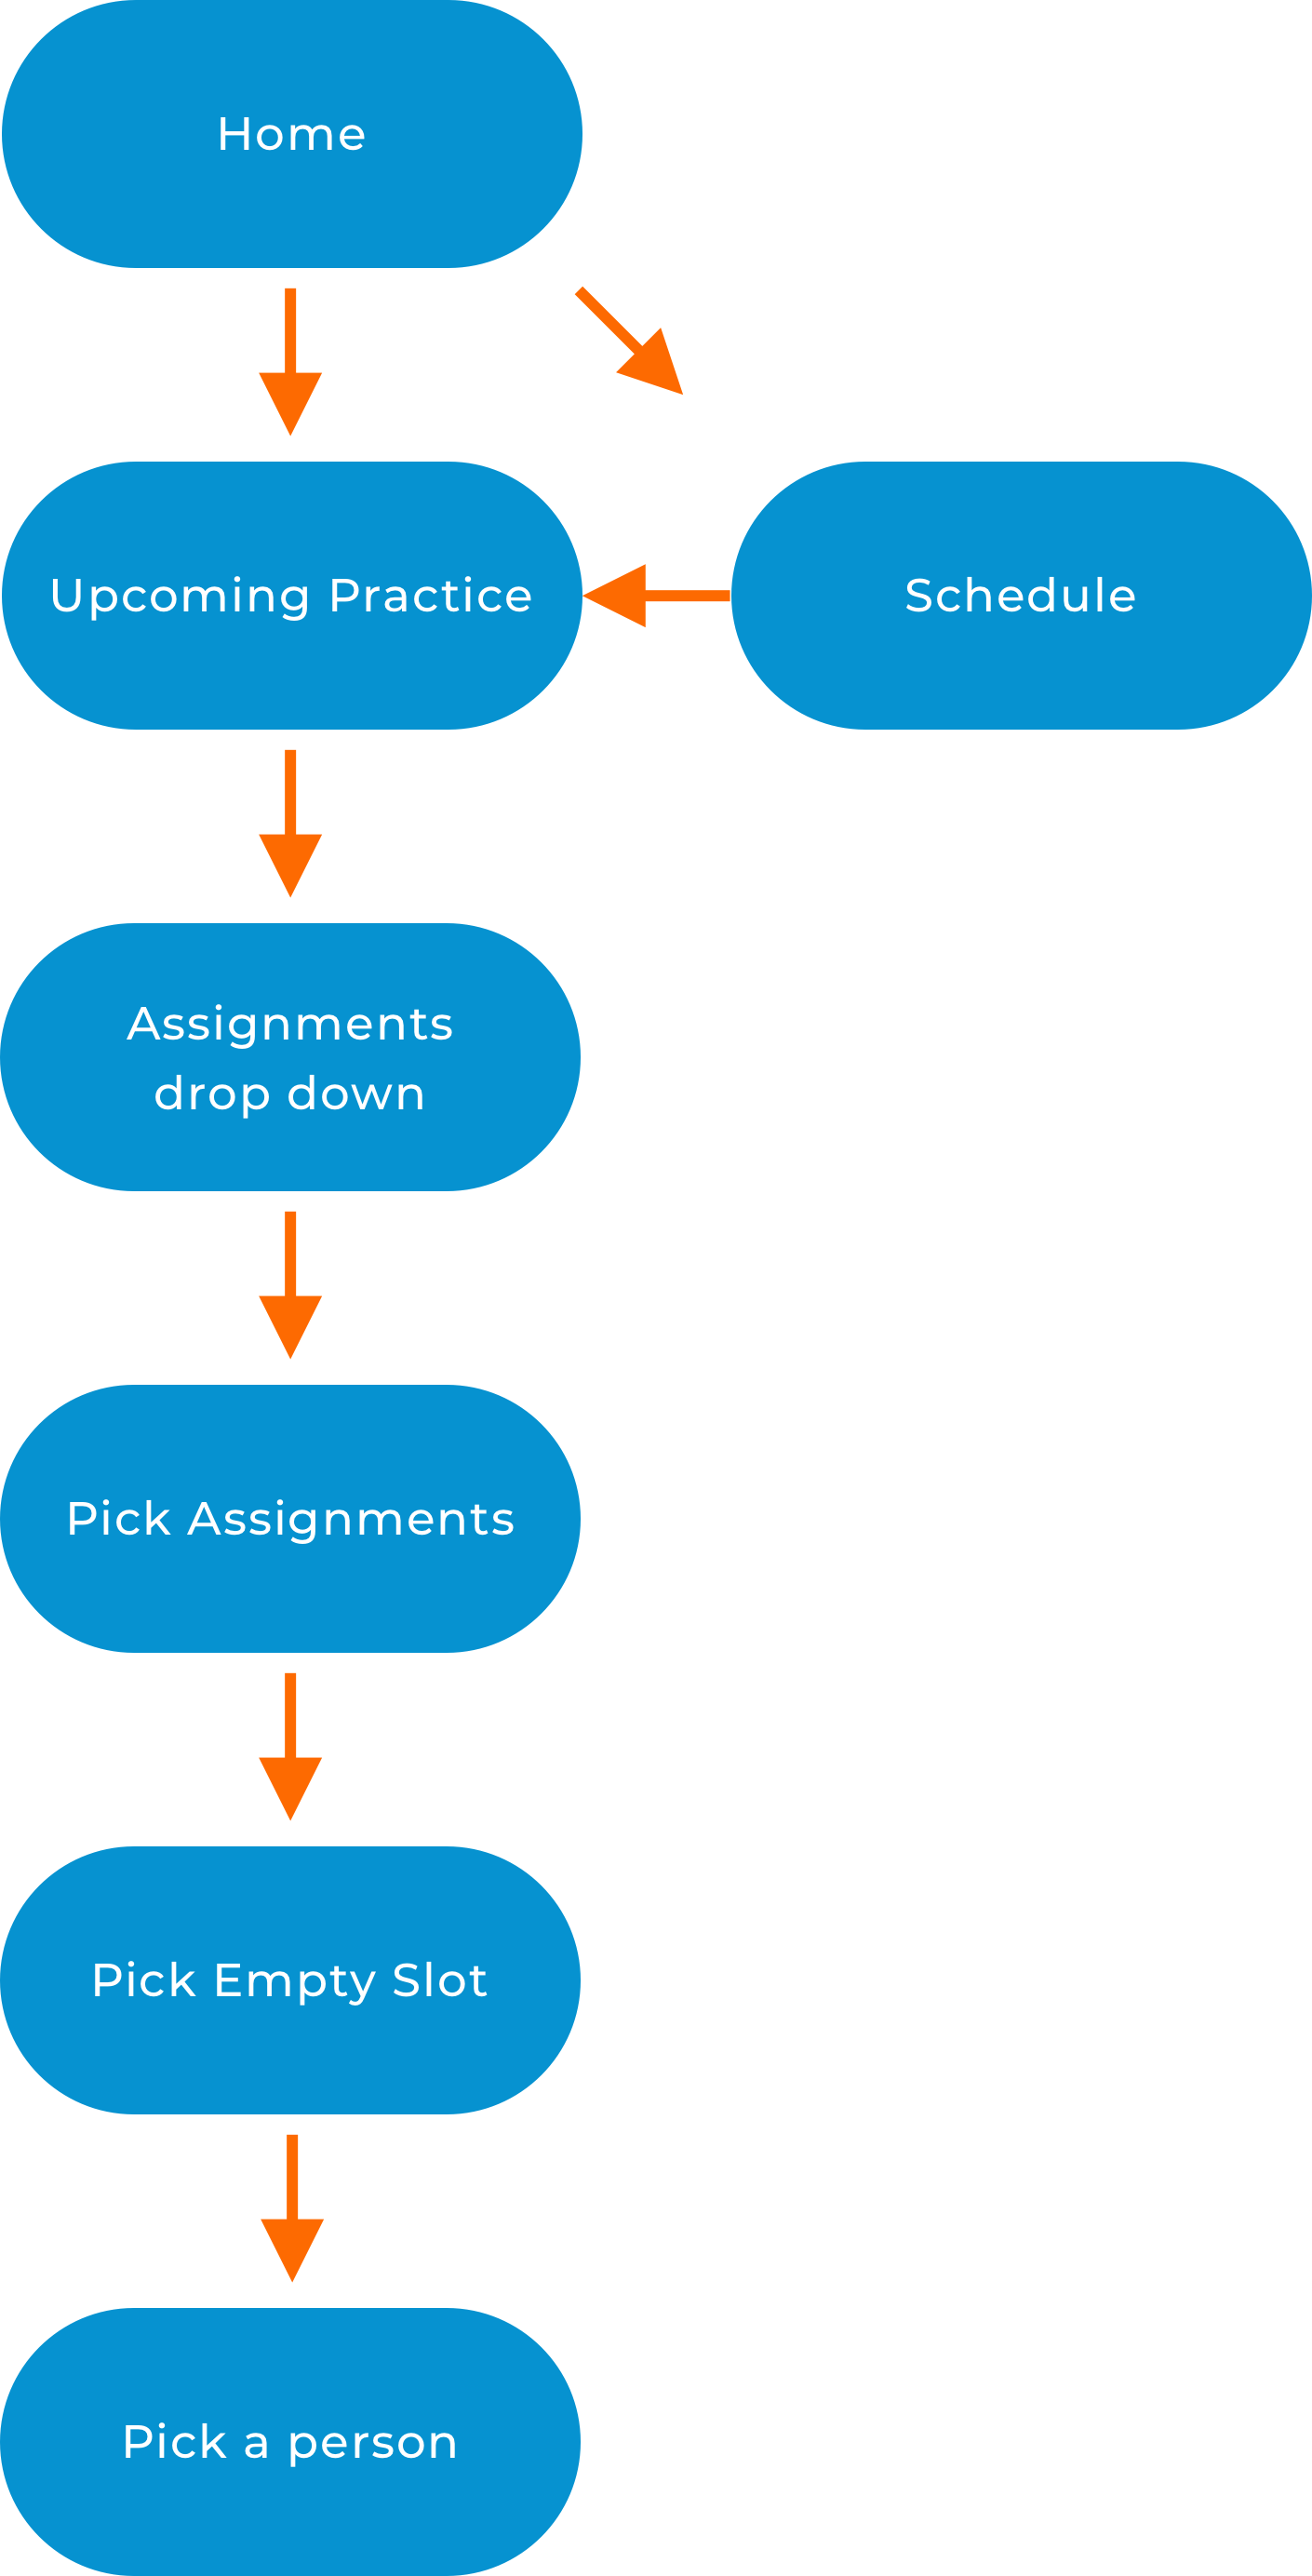 Home
Upcoming Practice
Schedule
Assignments
drop down
Pick Assignments
Pick Empty Slot
Pick a person